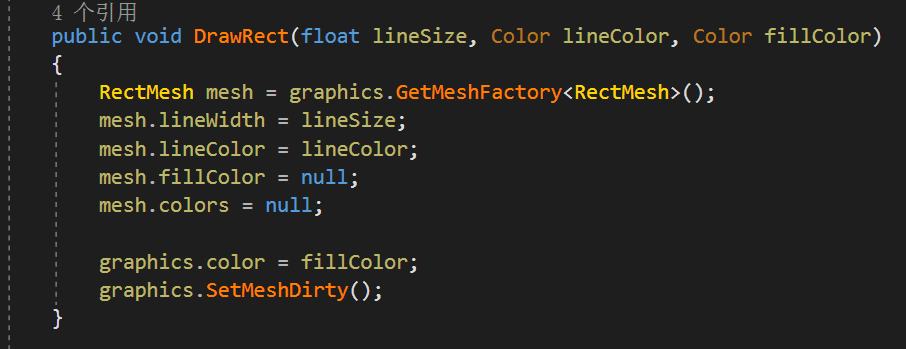 4 个引用
public void DrawRect(float lineSize, Color lineColor, Color fillColor)
{
RectMesh mesh = graphics.GetMeshFactory<RectMesh>();
mesh.lineWidth = lineSize;
mesh.lineColor = lineColor;
mesh.fillColor = null;
mesh.colors = null;
graphics.color = fillColor;
graphics.SetMeshDirty();
}